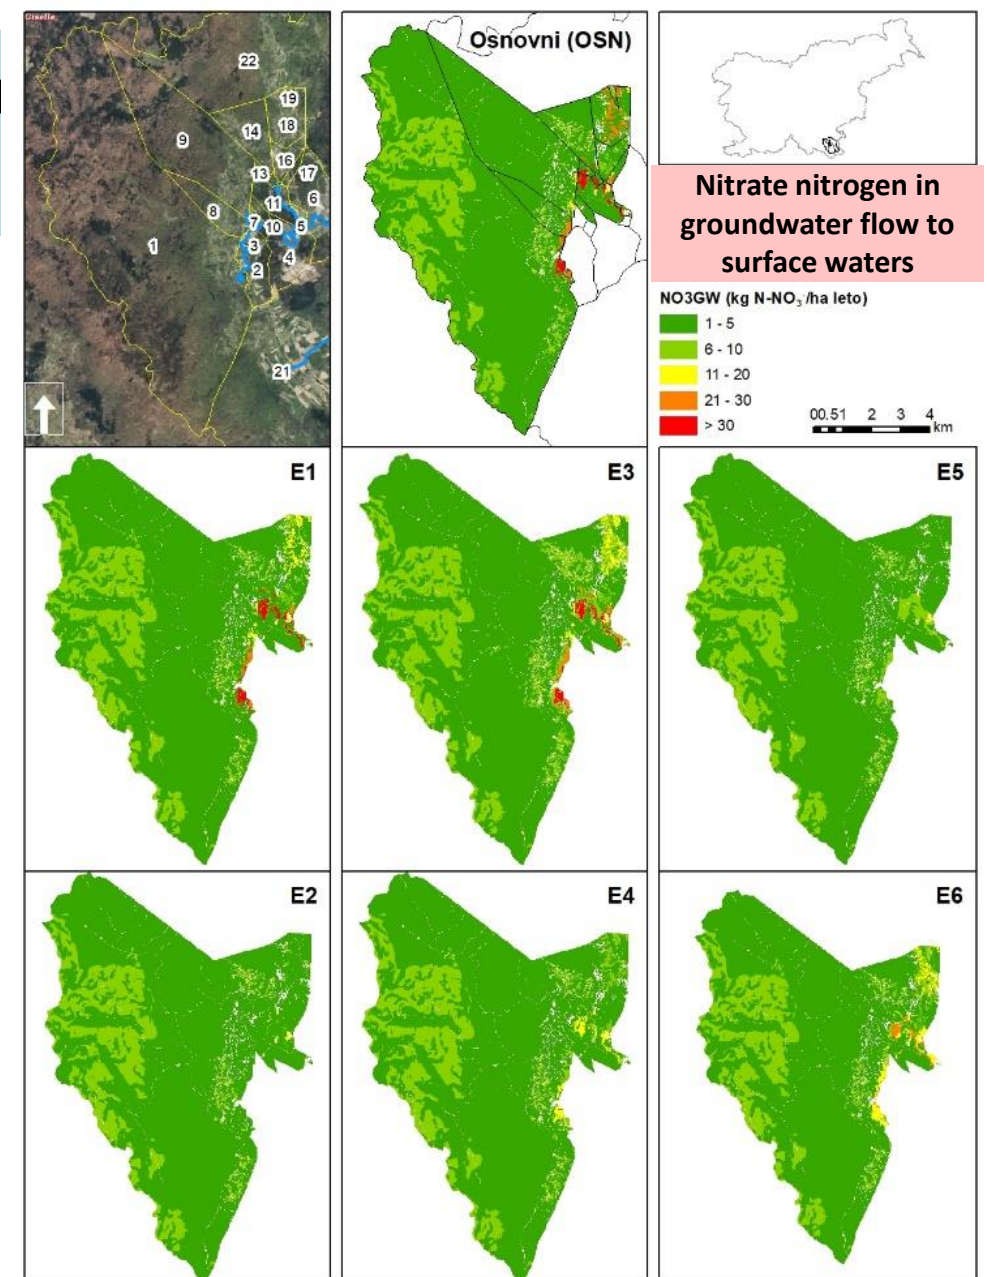 Giselle
22
19
14
18
9
16
13
17
11
6
8
7
10
5
1
3
4
2
21
Osnovni (OSN)
Nitrate nitrogen in
groundwater flow to
surface waters
NO3GW (kg N-NO₃⁻/ha leto)
1 - 5
6 - 10
11 - 20
21 - 30
> 30
00.51 2 3 4
km
E1
E3
E5
E2
E4
E6